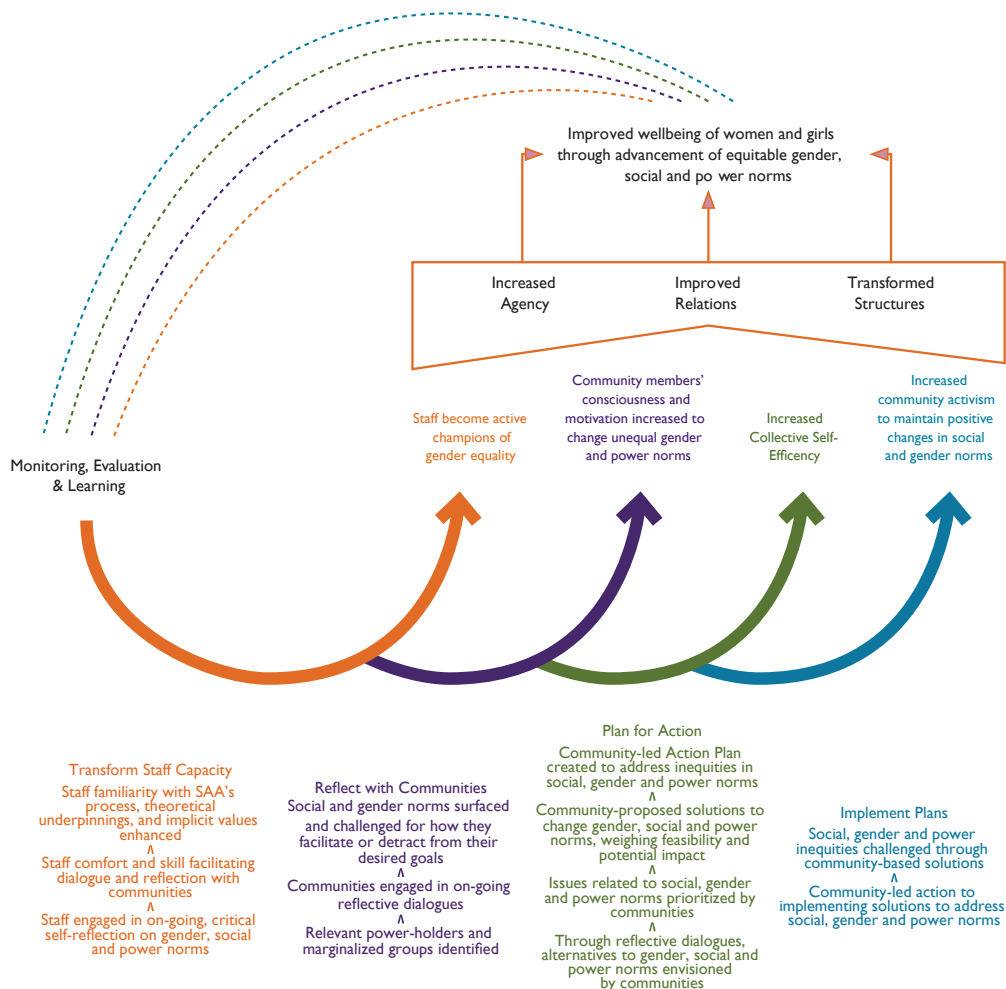 Improved wellbeing of women and girls
through advancement of equitable gender,
social and po wer norms
Increased
Agency
Improved
Relations
Transformed
Structures
Staff become active
champions of
gender equality
Community members'
consciousness and
motivation increased to
change unequal gender
and power norms
Increased
Collective Self-
Efficency
Increased
community activism
to maintain positive
changes in social
and gender norms
Monitoring, Evaluation
& Learning
Transform Staff Capacity
Staff familiarity with SAA's
process, theoretical
underpinnings, and implicit values
enhanced
Staff comfort and skill facilitating
dialogue and reflection with
communities
Staff engaged in on-going, critical
self-reflection on gender, social
and power norms
Reflect with Communities
Social and gender norms surfaced
and challenged for how they
facilitate or detract from their
desired goals
Communities engaged in on-going
reflective dialogues
Relevant power-holders and
marginalized groups identified
Plan for Action
Community-led Action Plan
created to address inequities in
social, gender and power norms
Community-proposed solutions to
change gender, social and power
norms, weighing feasibility and
potential impact
Issues related to social, gender
and power norms prioritized by
communities
Through reflective dialogues,
alternatives to gender, social and
power norms envisioned
by communities
Implement Plans
Social, gender and power
inequities challenged through
community-based solutions
Community-led action to
implementing solutions to address
social, gender and power norms